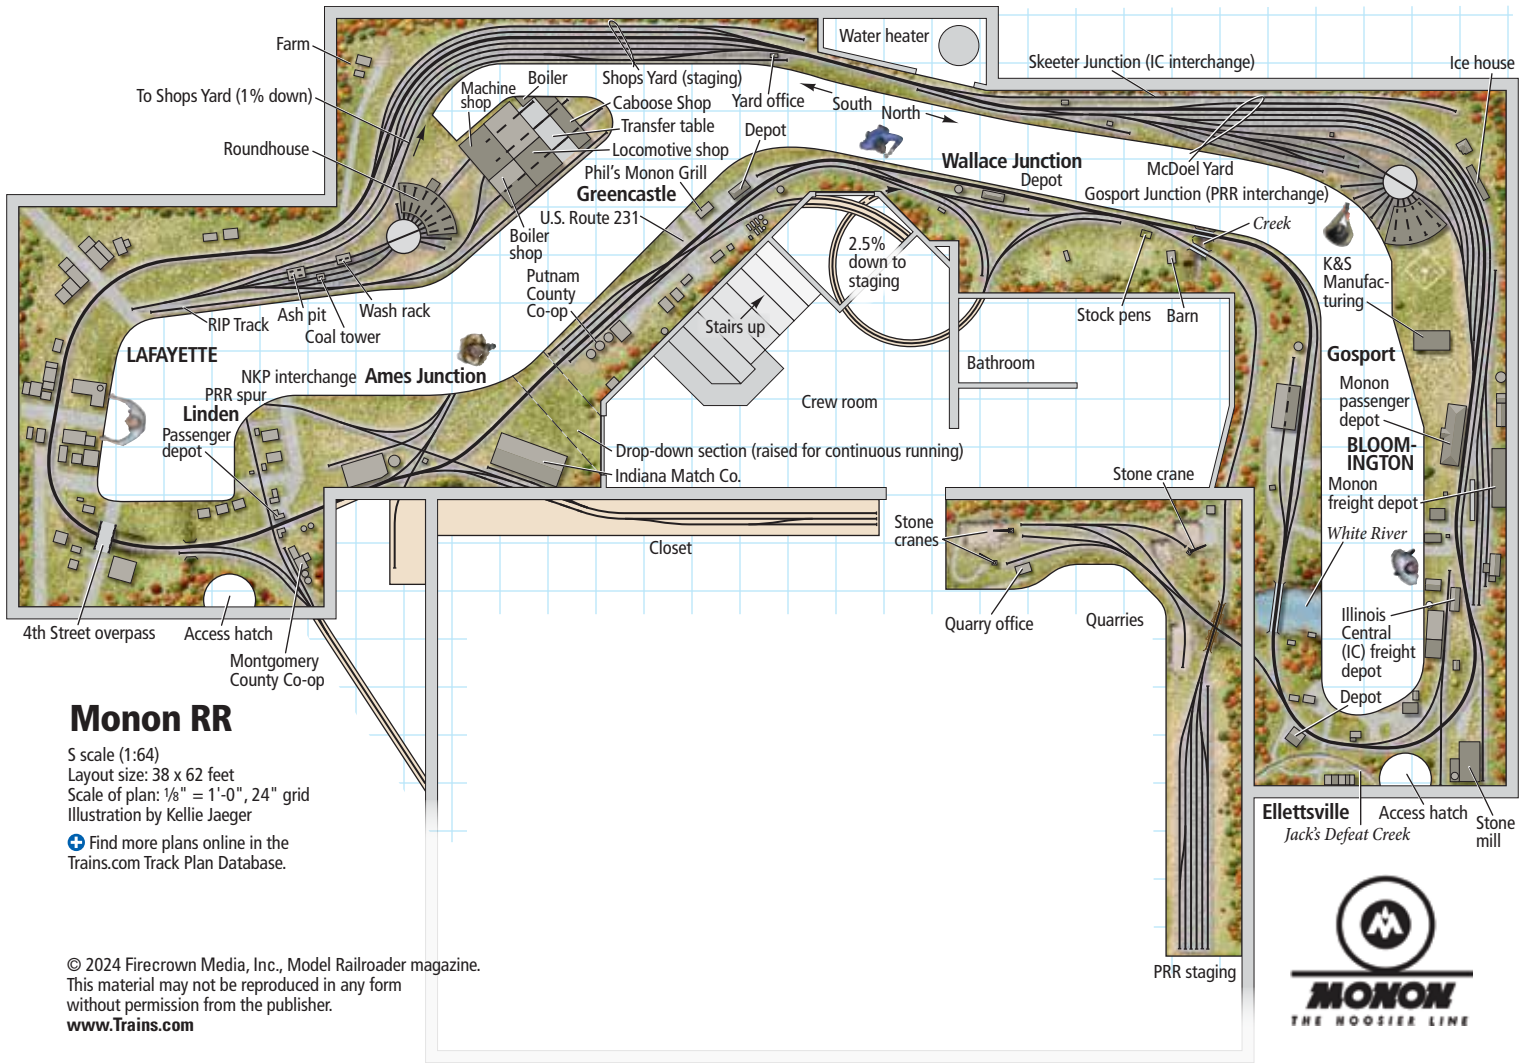 Water heater
Farm
Skeeter Junction (IC interchange)
Ice house
Shops Yard (staging)
Boiler
Machine
shop
Yard office
To Shops Yard (1% down)
Caboose Shop
South
North
Transfer table
Depot
Roundhouse
Locomotive shop
Wallace Junction
Depot
McDoel Yard
Phil's Monon Grill
Greencastle
Gosport Junction (PRR interchange)
U.S. Route 231
Creek
Boiler
shop
2.5%
down to
staging
K&S
Manufac-
turing
Putnam
County
Co-op
Wash rack
Ash pit
RIP Track
Coal tower
Stairs up
Stock pens
Barn
LAFAYETTE
Gosport
Bathroom
NKP interchange
Ames Junction
Monon
passenger
depot
PRR spur
Linden
Crew room
Passenger
depot
BLOOM-
INGTON
Drop-down section (raised for continuous running)
Indiana Match Co.
Stone crane
Monon
freight depot
Stone
cranes
White River
Closet
4th Street overpass
Access hatch
Quarry office
Quarries
Illinois
Central
(IC) freight
depot
Montgomery
County Co-op
Depot
Monon RR
S scale (1:64)
Layout size: 38 x 62 feet
Scale of plan: ⅛" = 1'-0", 24" grid
Illustration by Kellie Jaeger
Find more plans online in the
Trains.com Track Plan Database.
Ellettsville
Access hatch
Jack's Defeat Creek
Stone
mill
© 2024 Firecrown Media, Inc., Model Railroader magazine.
This material may not be reproduced in any form
without permission from the publisher.
www.Trains.com
PRR staging
M
MONON
THE HOOSIER LINE